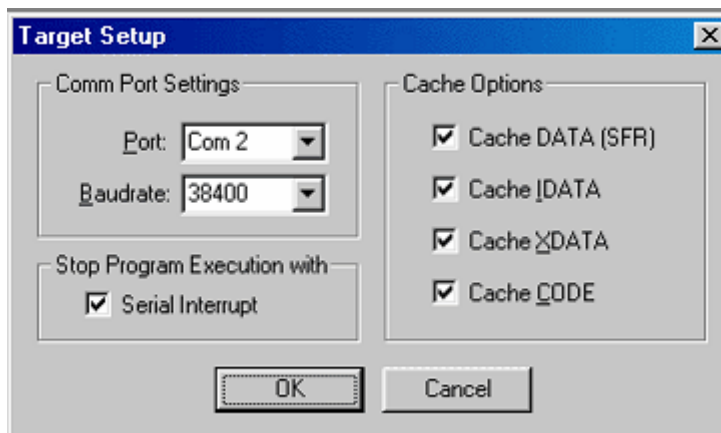 Target Setup
Comm Port Settings
Port: Com 2
Baudrate: 38400
Stop Program Execution with
Serial Interrupt
Cache Options
Cache DATA (SFR)
Cache IDATA
Cache XDATA
Cache CODE
OK
Cancel